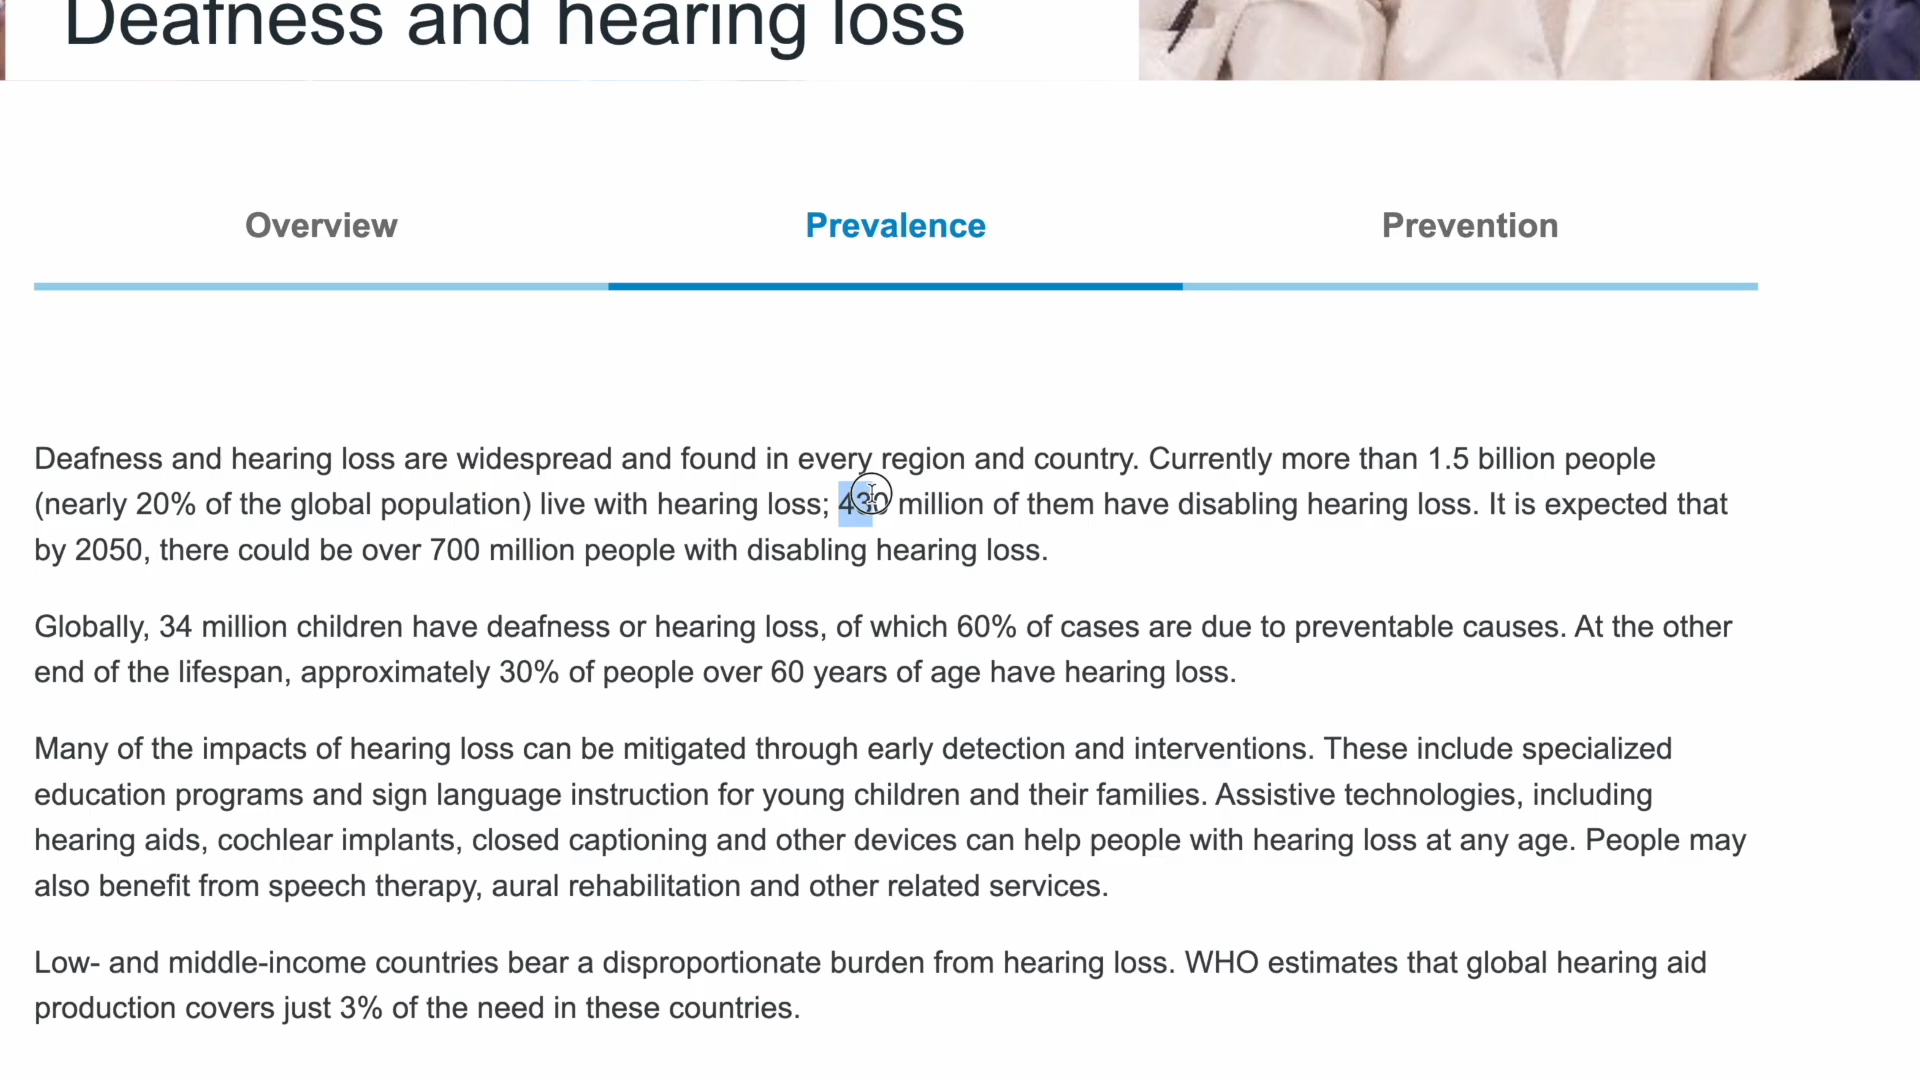 Deafness and hearing loss
Overview
Prevalence
Prevention
Deafness and hearing loss are widespread and found in every region and country. Currently more than 1.5 billion people
(nearly 20% of the global population) live with hearing loss; 430 million of them have disabling hearing loss. It is expected that
by 2050, there could be over 700 million people with disabling hearing loss.
Globally, 34 million children have deafness or hearing loss, of which 60% of cases are due to preventable causes. At the other
end of the lifespan, approximately 30% of people over 60 years of age have hearing loss.
Many of the impacts of hearing loss can be mitigated through early detection and interventions. These include specialized
education programs and sign language instruction for young children and their families. Assistive technologies, including
hearing aids, cochlear implants, closed captioning and other devices can help people with hearing loss at any age. People may
also benefit from speech therapy, aural rehabilitation and other related services.
Low- and middle-income countries bear a disproportionate burden from hearing loss. WHO estimates that global hearing aid
production covers just 3% of the need in these countries.